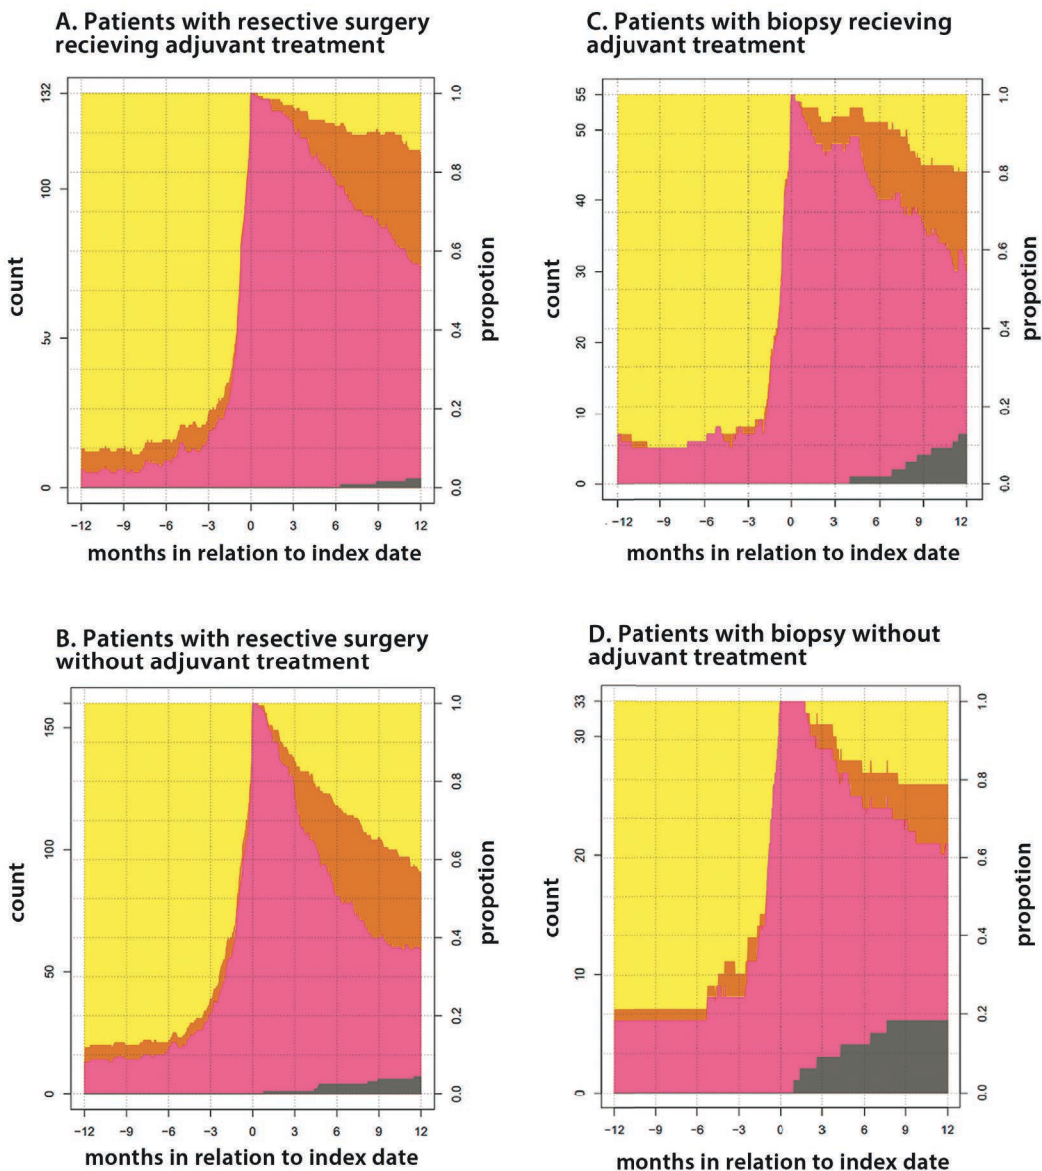 A. Patients with resective surgery
recieving adjuvant treatment
132
100
50
0
count
1.0
0.8
0.6
0.4
0.2
0.0
propotion
−12 −9 −6 −3 0 3 6 9 12
months in relation to index date
C. Patients with biopsy recieving
adjuvant treatment
55
50
40
30
20
10
0
count
1.0
0.8
0.6
0.4
0.2
0.0
propotion
−12 −9 −6 −3 0 3 6 9 12
months in relation to index date
B. Patients with resective surgery
without adjuvant treatment
150
100
50
0
count
1.0
0.8
0.6
0.4
0.2
0.0
propotion
−12 −9 −6 −3 0 3 6 9 12
months in relation to index date
D. Patients with biopsy without
adjuvant treatment
33
30
20
10
0
count
1.0
0.8
0.6
0.4
0.2
0.0
propotion
−12 −9 −6 −3 0 3 6 9 12
months in relation to index date